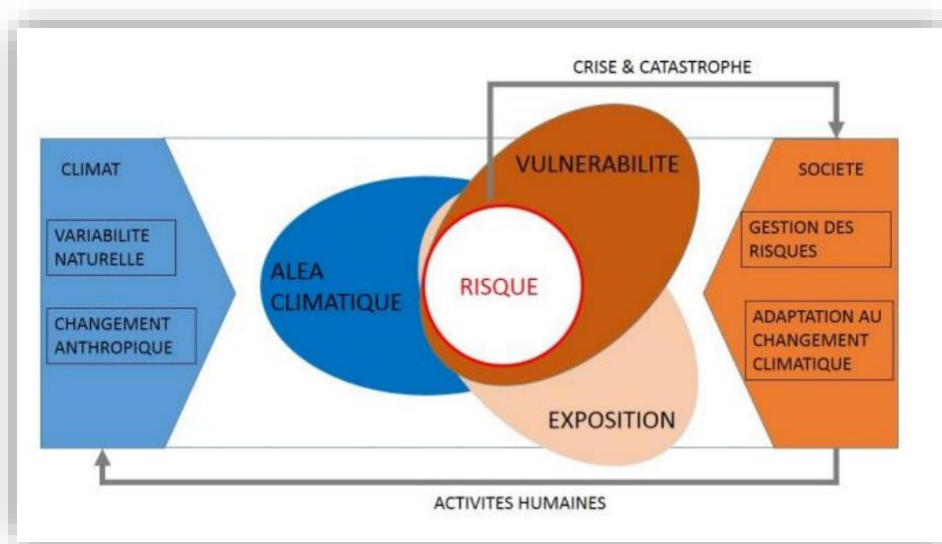 CRISE & CATASTROPHE
CLIMAT
VARIABILITE
NATURELLE
CHANGEMENT
ANTHROPIQUE
ALEA
CLIMATIQUE
RISQUE
VULNERABILITE
EXPOSITION
SOCIETE
GESTION DES
RISQUES
ADAPTATION AU
CHANGEMENT
CLIMATIQUE
ACTIVITES HUMAINES